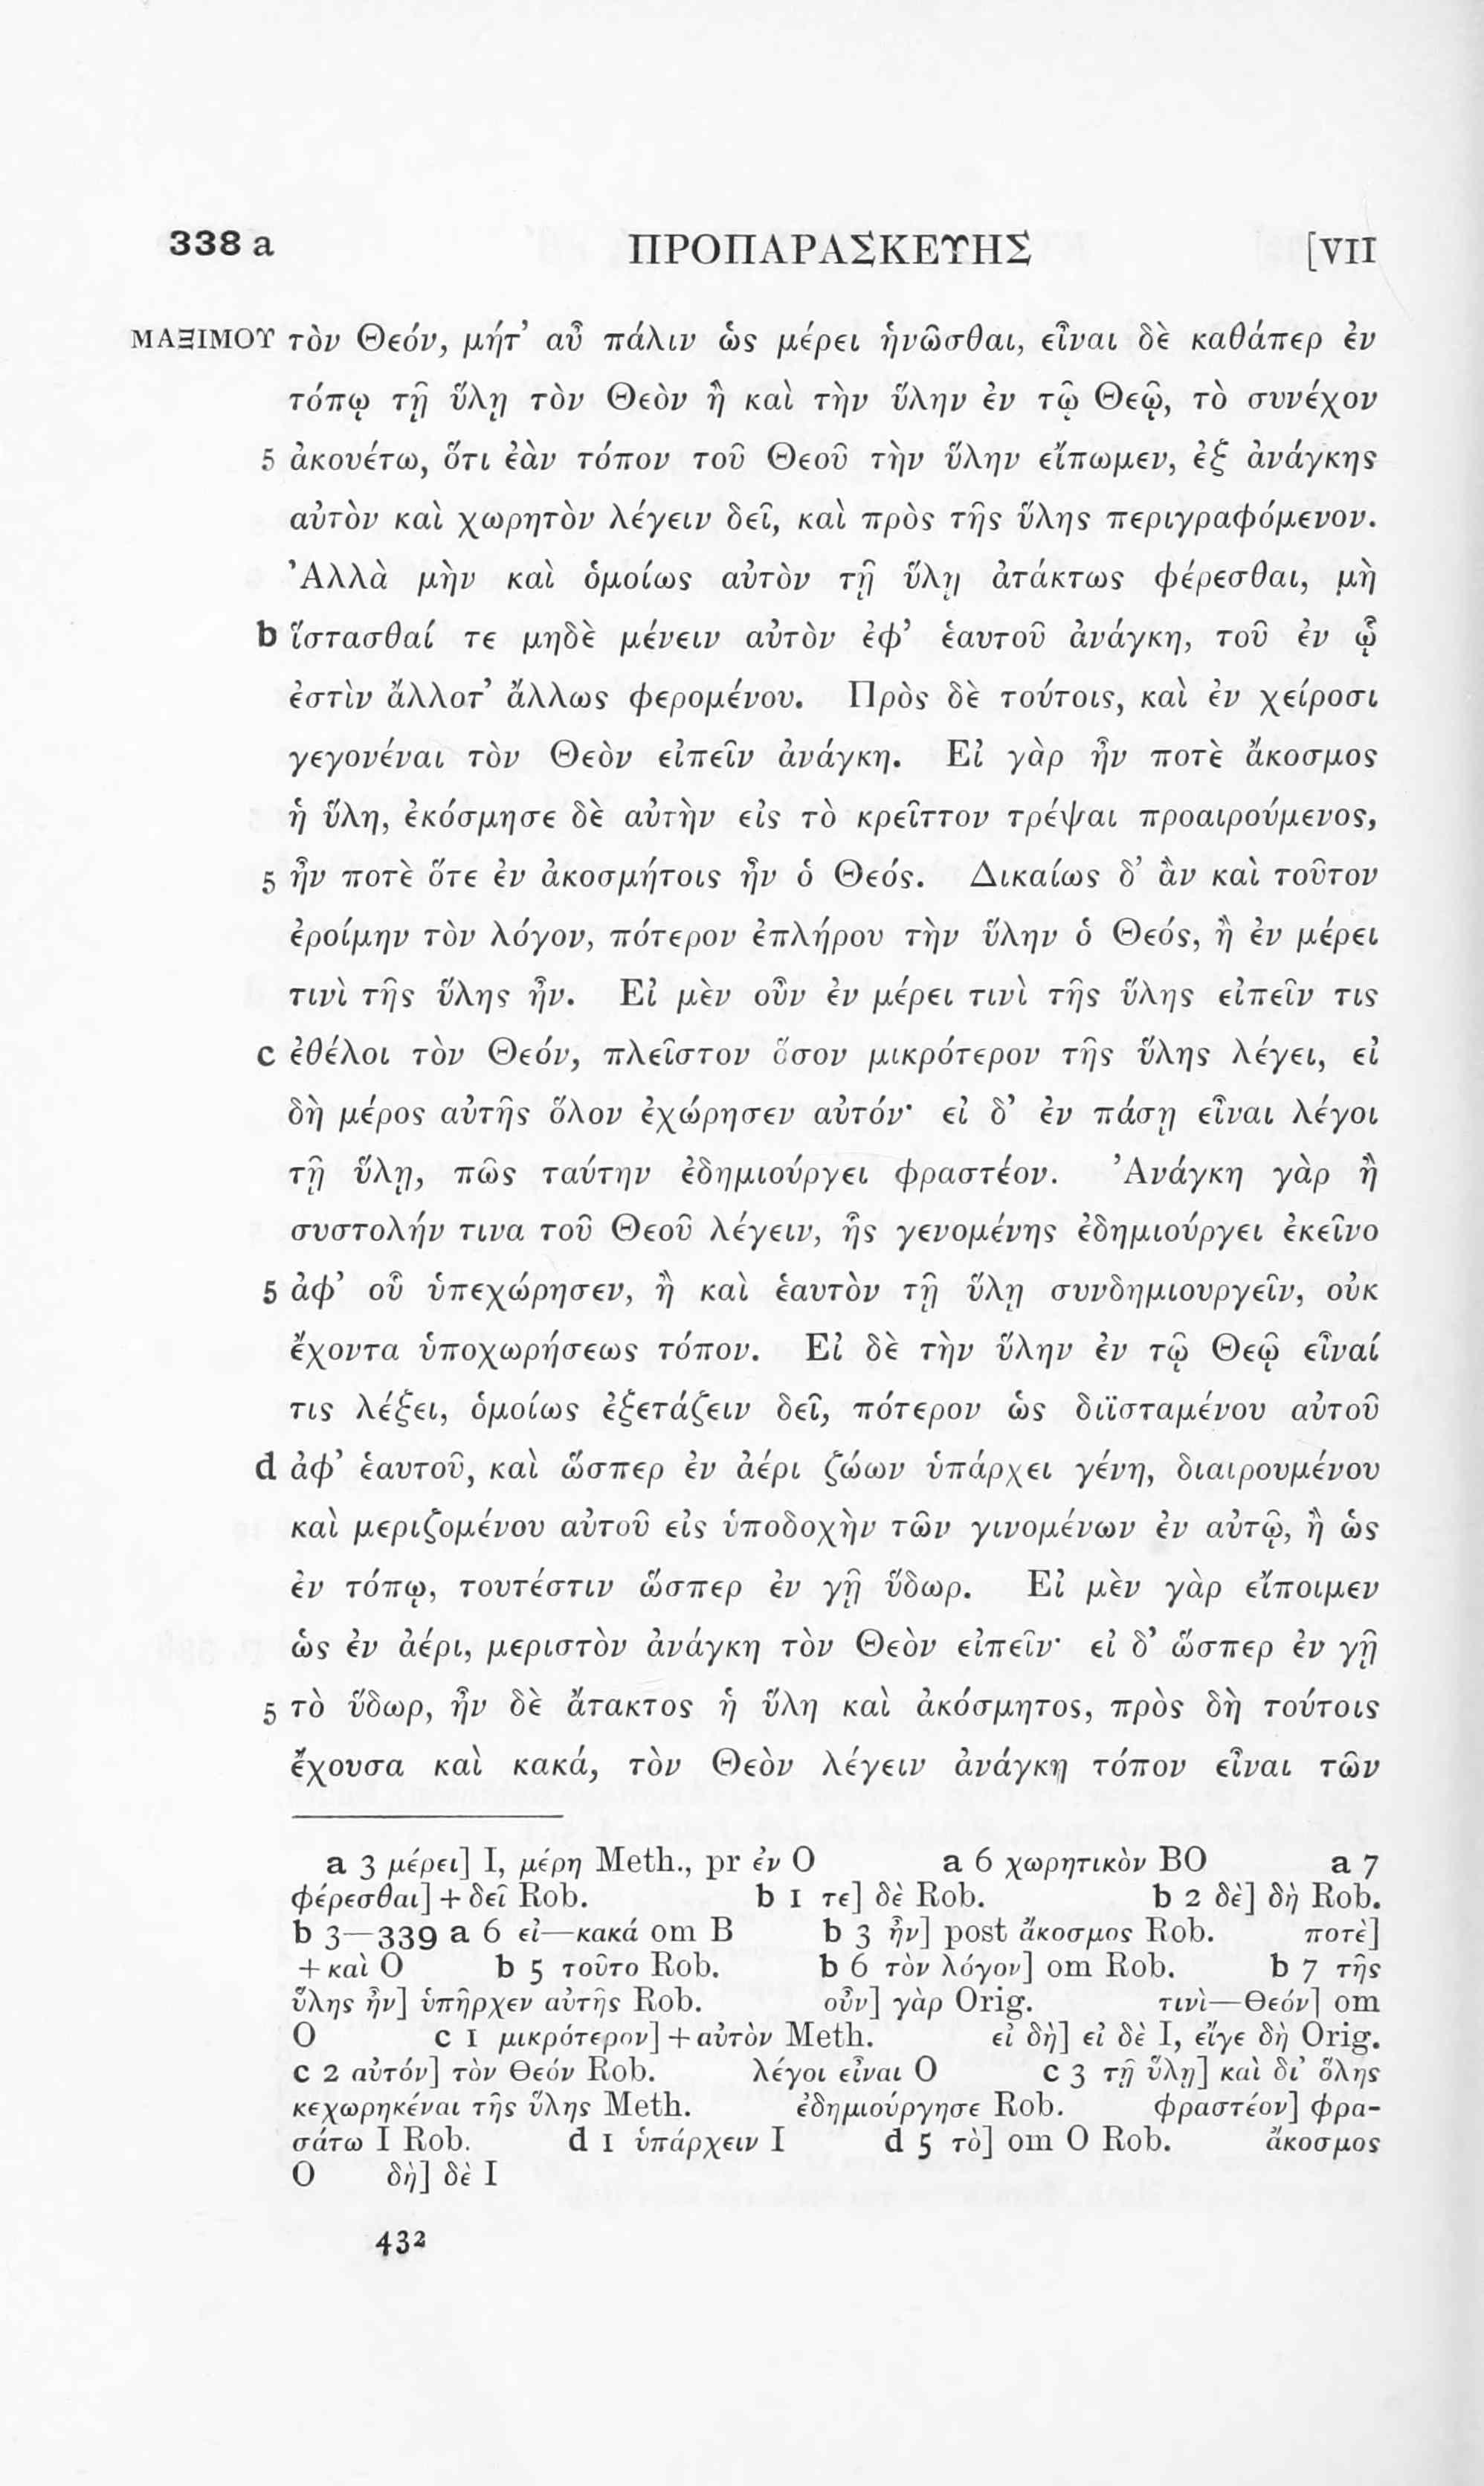 338 a ΠΡΟΠΑΡΑΣΚΕΥΗΣ [VII
ΜΑΞΙΜΟΥ τὸν Θεόν, μήτ’ αὖ πάλιν ὡς μέρει ἡνῶσθαι, εἶναι δὲ καθάπερ ἐν
τόπῳ τῇ ὕλῃ τὸν Θεὸν ἢ καὶ τὴν ὕλην ἐν τῷ Θεῷ, τὸ συνέχον
5 ἀκουέτω, ὅτι ἐὰν τόπον τοῦ Θεοῦ τὴν ὕλην εἴπωμεν, ἐξ ἀνάγκης
αὐτὸν καὶ χωρητὸν λέγειν δεῖ, καὶ πρὸς τῆς ὕλης περιγραφόμενον.
Ἀλλὰ μὴν καὶ ὁμοίως αὐτὸν τῇ ὕλῃ ἀτάκτως φέρεσθαι, μὴ
b ἵστασθαί τε μηδὲ μένειν αὐτὸν ἐφ’ ἑαυτοῦ ἀνάγκη, τοῦ ἐν ᾧ
ἐστὶν ἄλλοτ’ ἄλλως φερομένου. Πρὸς δὲ τούτοις, καὶ ἐν χείροσι
γεγονέναι τὸν Θεὸν εἰπεῖν ἀνάγκη. Εἰ γὰρ ἦν ποτὲ ἄκοσμος
ἡ ὕλη, ἐκόσμησε δὲ αὐτὴν εἰς τὸ κρεῖττον τρέψαι προαιρούμενος,
5 ἦν ποτὲ ὅτε ἐν ἀκοσμήτοις ἦν ὁ Θεός. Δικαίως δ’ ἂν καὶ τοῦτον
ἐροίμην τὸν λόγον, πότερον ἐπλήρου τὴν ὕλην ὁ Θεός, ἢ ἐν μέρει
τινὶ τῆς ὕλης ἦν. Εἰ μὲν οὖν ἐν μέρει τινὶ τῆς ὕλης εἰπεῖν τις
c ἐθέλοι τὸν Θεόν, πλεῖστον ὅσον μικρότερον τῆς ὕλης λέγει, εἰ
δὴ μέρος αὐτῆς ὅλον ἐχώρησεν αὐτόν· εἰ δ’ ἐν πάσῃ εἶναι λέγοι
τῇ ὕλῃ, πῶς ταύτην ἐδημιούργει φραστέον. Ἀνάγκη γὰρ ἢ
συστολήν τινα τοῦ Θεοῦ λέγειν, ἧς γενομένης ἐδημιούργει ἐκεῖνο
5 ἀφ’ οὗ ὑπεχώρησεν, ἢ καὶ ἑαυτὸν τῇ ὕλῃ συνδημιουργεῖν, οὐκ
ἔχοντα ὑποχωρήσεως τόπον. Εἰ δὲ τὴν ὕλην ἐν τῷ Θεῷ εἶναί
τις λέξει, ὁμοίως ἐξετάζειν δεῖ, πότερον ὡς διϊσταμένου αὐτοῦ
d ἀφ’ ἑαυτοῦ, καὶ ὥσπερ ἐν ἀέρι ζώων ὑπάρχει γένη, διαιρουμένου
καὶ μεριζομένου αὐτοῦ εἰς ὑποδοχὴν τῶν γινομένων ἐν αὐτῷ, ἢ ὡς
ἐν τόπῳ, τουτέστιν ὥσπερ ἐν γῇ ὕδωρ. Εἰ μὲν γὰρ εἴποιμεν
ὡς ἐν ἀέρι, μεριστὸν ἀνάγκη τὸν Θεὸν εἰπεῖν· εἰ δ’ ὥσπερ ἐν γῇ
5 τὸ ὕδωρ, ἦν δὲ ἄτακτος ἡ ὕλη καὶ ἀκόσμητος, πρὸς δὴ τούτοις
ἔχουσα καὶ κακά, τὸν Θεὸν λέγειν ἀνάγκη τόπον εἶναι τῶν
a 3 μέρει] I, μέρη Meth., pr ἐν O a 6 χωρητικὸν BO a 7
φέρεσθαι] + δεῖ Rob. b 1 τε] δὲ Rob. b 2 δὲ] δὴ Rob.
b 3—339 a 6 εἰ—κακά om B b 3 ἦν] post ἄκοσμος Rob. ποτὲ]
+ καὶ O b 5 τοῦτο Rob. b 6 τὸν λόγον] om Rob. b 7 τῆς
ὕλης ἦν] ὑπῆρχεν αὐτῆς Rob. οὖν] γὰρ Orig. τινὶ—Θεόν] om
O c 1 μικρότερον] + αὐτὸν Meth. εἰ δὴ] εἰ δὲ I, εἴγε δὴ Orig.
c 2 αὐτόν] τὸν Θεόν Rob. λέγοι εἶναι O c 3 τῇ ὕλῃ] καὶ δι’ ὅλης
κεχωρηκέναι τῆς ὕλης Meth. ἐδημιούργησε Rob. φραστέον] φρα-
σάτω I Rob. d 1 ὑπάρχειν I d 5 τὸ] om O Rob. ἄκοσμος
O δὴ] δὲ I
432